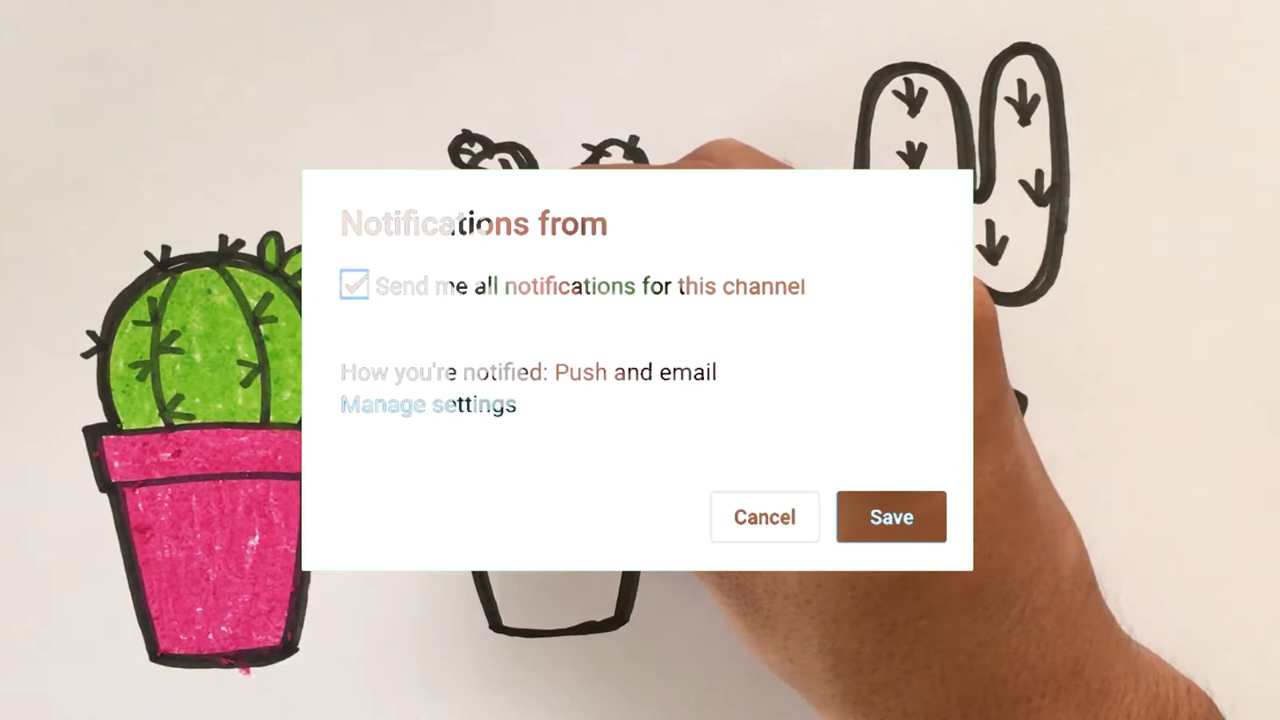 Notifications from
Send me all notifications for this channel
How you're notified: Push and email
Manage settings
Cancel Save